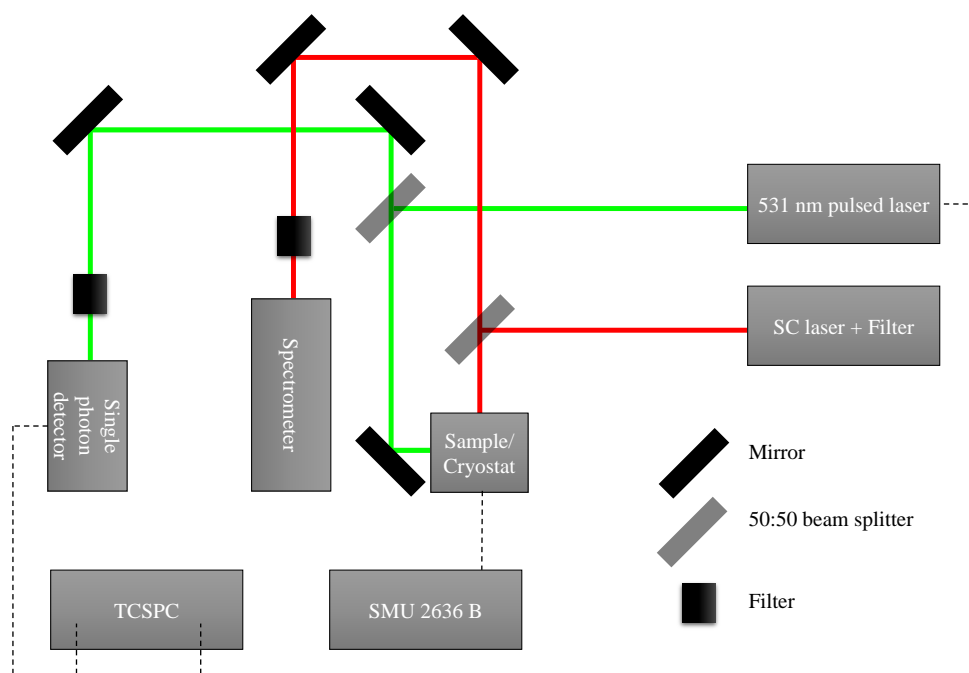 531 nm pulsed laser
SC laser + Filter
Spectrometer
Single
photon
detector
Sample/
Cryostat
Mirror
50:50 beam splitter
Filter
TCSPC
SMU 2636 B